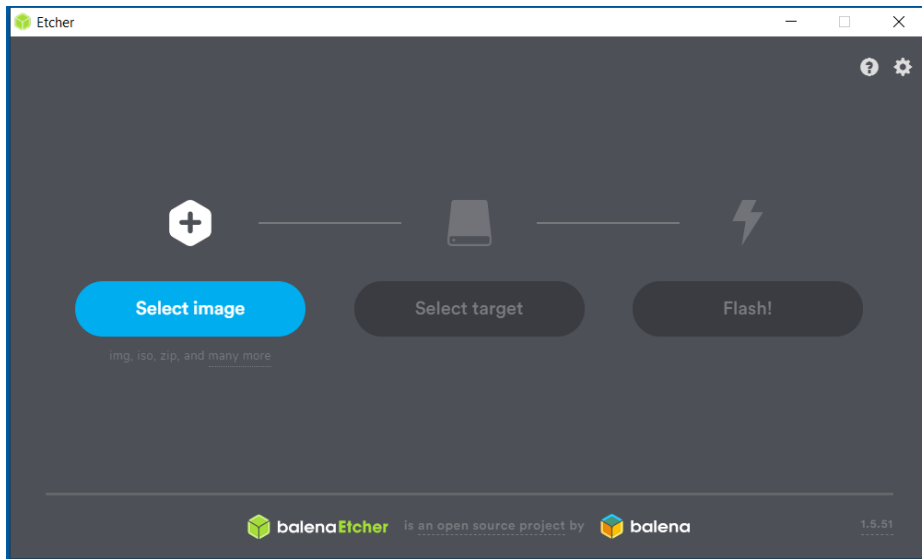 Etcher
Select image
Select target
Flash!
img, iso, zip, and many more
balenaEtcher is an open source project by balena
1.5.51